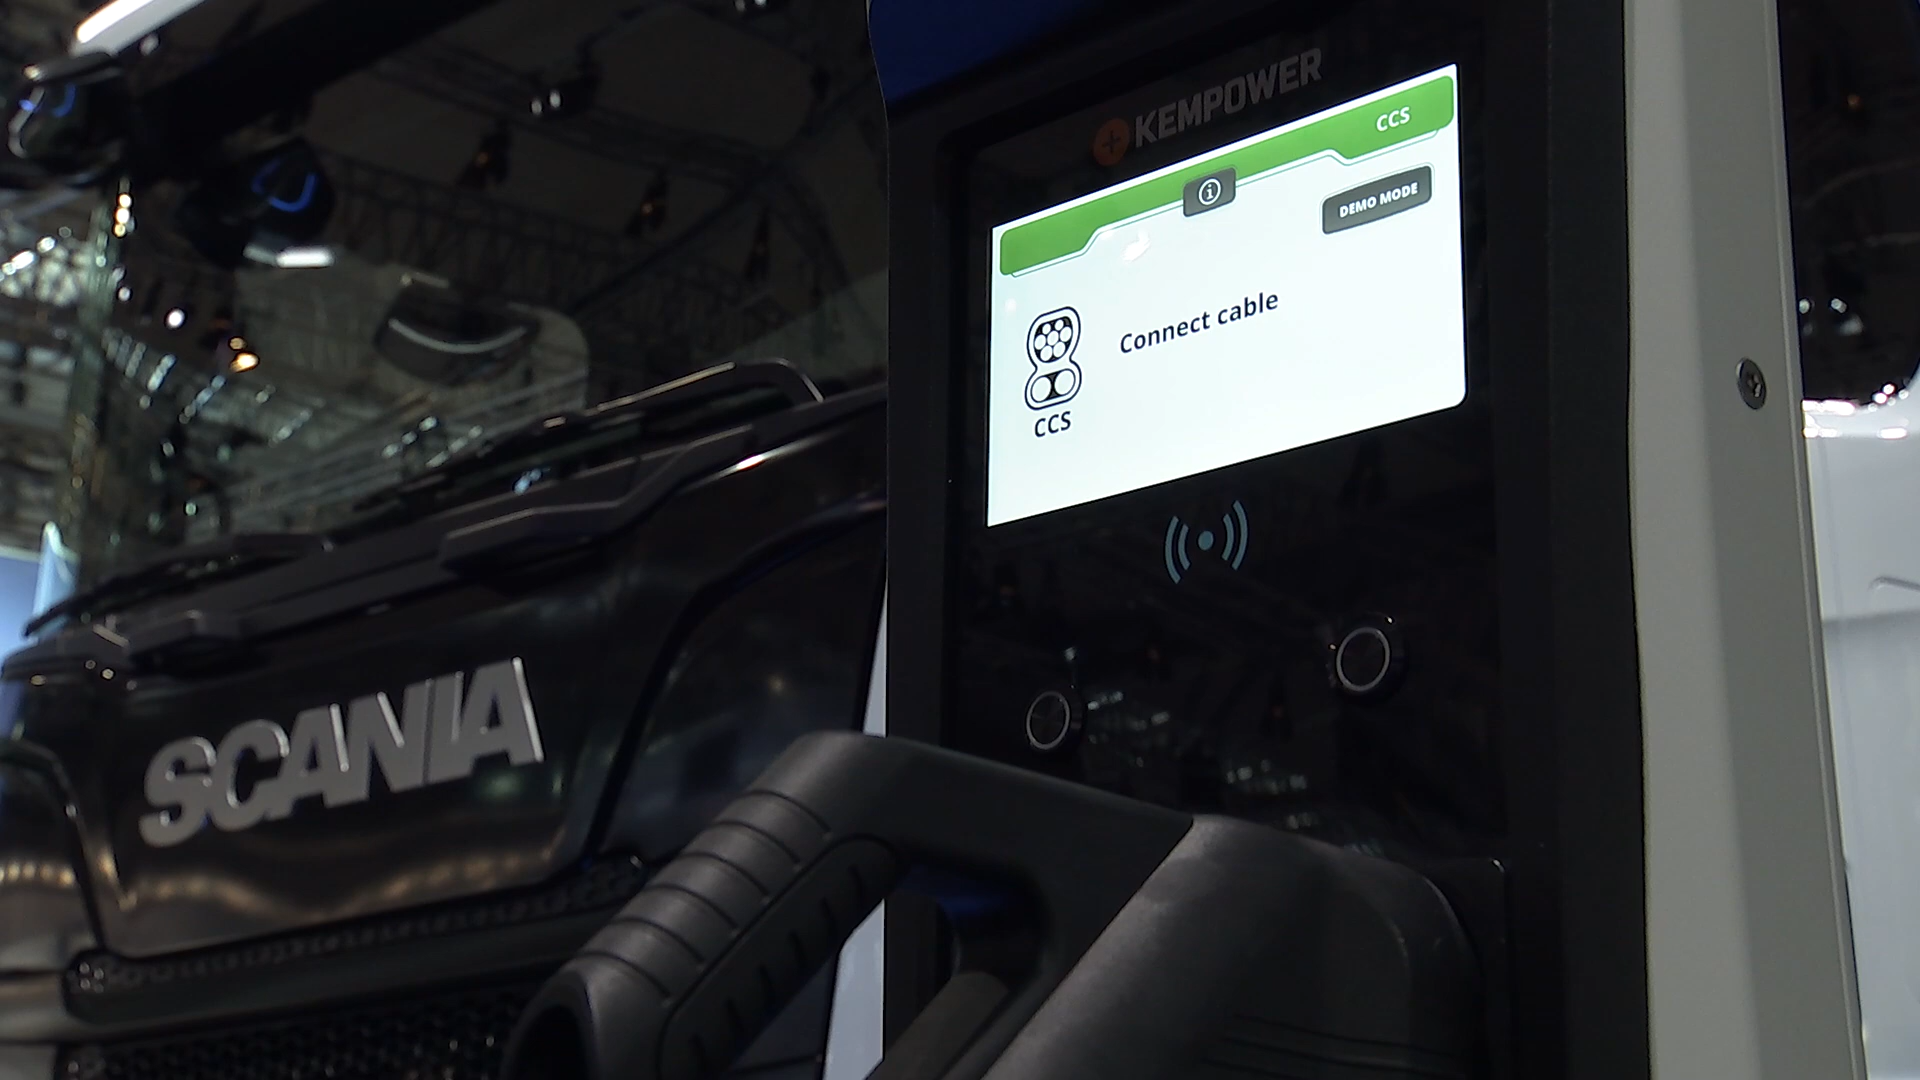 KEMPOWER
CCS
DEMO MODE
Connect cable
CCS
SCANIA